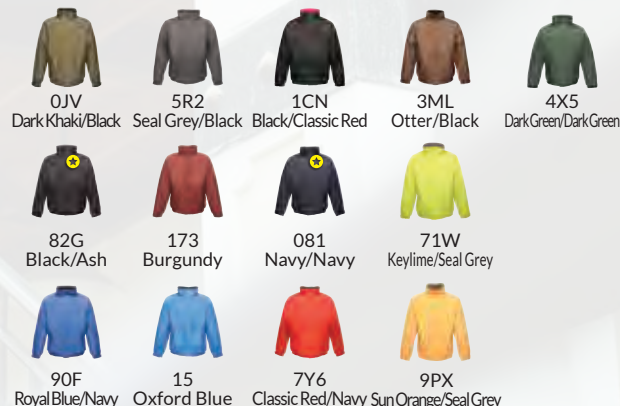 0JV 5R2 1CN 3ML 4X5
Dark Khaki/Black Seal Grey/Black Black/Classic Red Otter/Black Dark Green/Dark Green
82G 173 081 71W
Black/Ash Burgundy Navy/Navy Keylime/Seal Grey
90F 15 7Y6 9PX
Royal Blue/Navy Oxford Blue Classic Red/Navy Sun Orange/Seal Grey